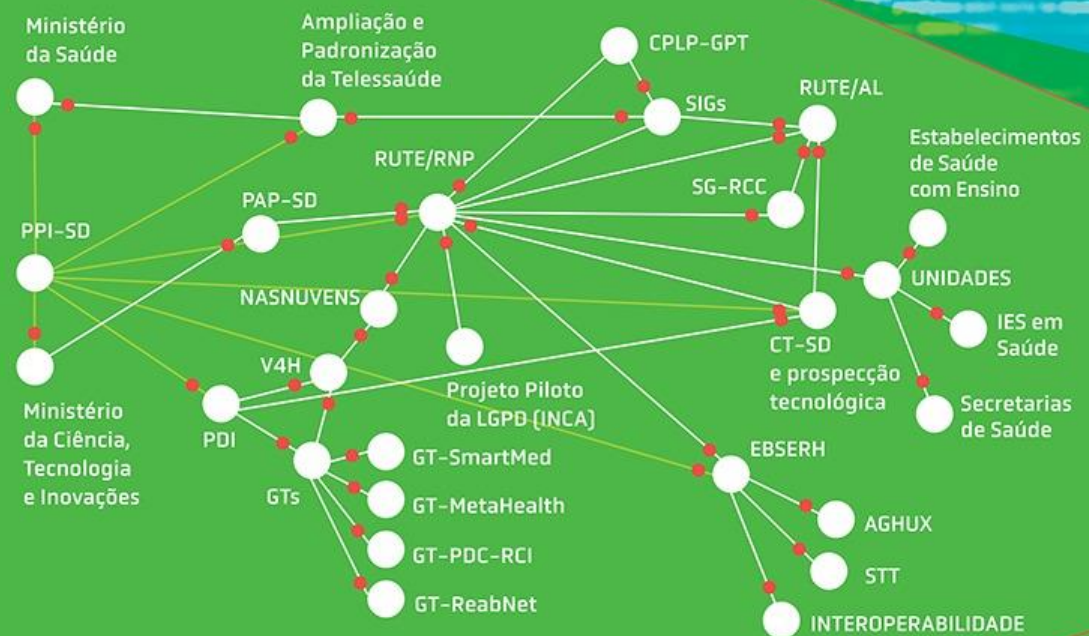 Ministério
da Saúde
Ampliação e
Padronização
da Telessaúde
CPLP-GPT
SIGs
RUTE/AL
Estabelecimentos
de Saúde
com Ensino
RUTE/RNP
SG-RCC
PAP-SD
PPI-SD
UNIDADES
NASNUVENS
IES em
Saúde
CT-SD
e prospecção
tecnológica
V4H
Projeto Piloto
da LGPD (INCA)
Secretarias
de Saúde
Ministério
da Ciência,
Tecnologia
e Inovações
PDI
EBSERH
GTs
GT-SmartMed
GT-MetaHealth
AGHUX
GT-PDC-RCI
STT
GT-ReabNet
INTEROPERABILIDADE